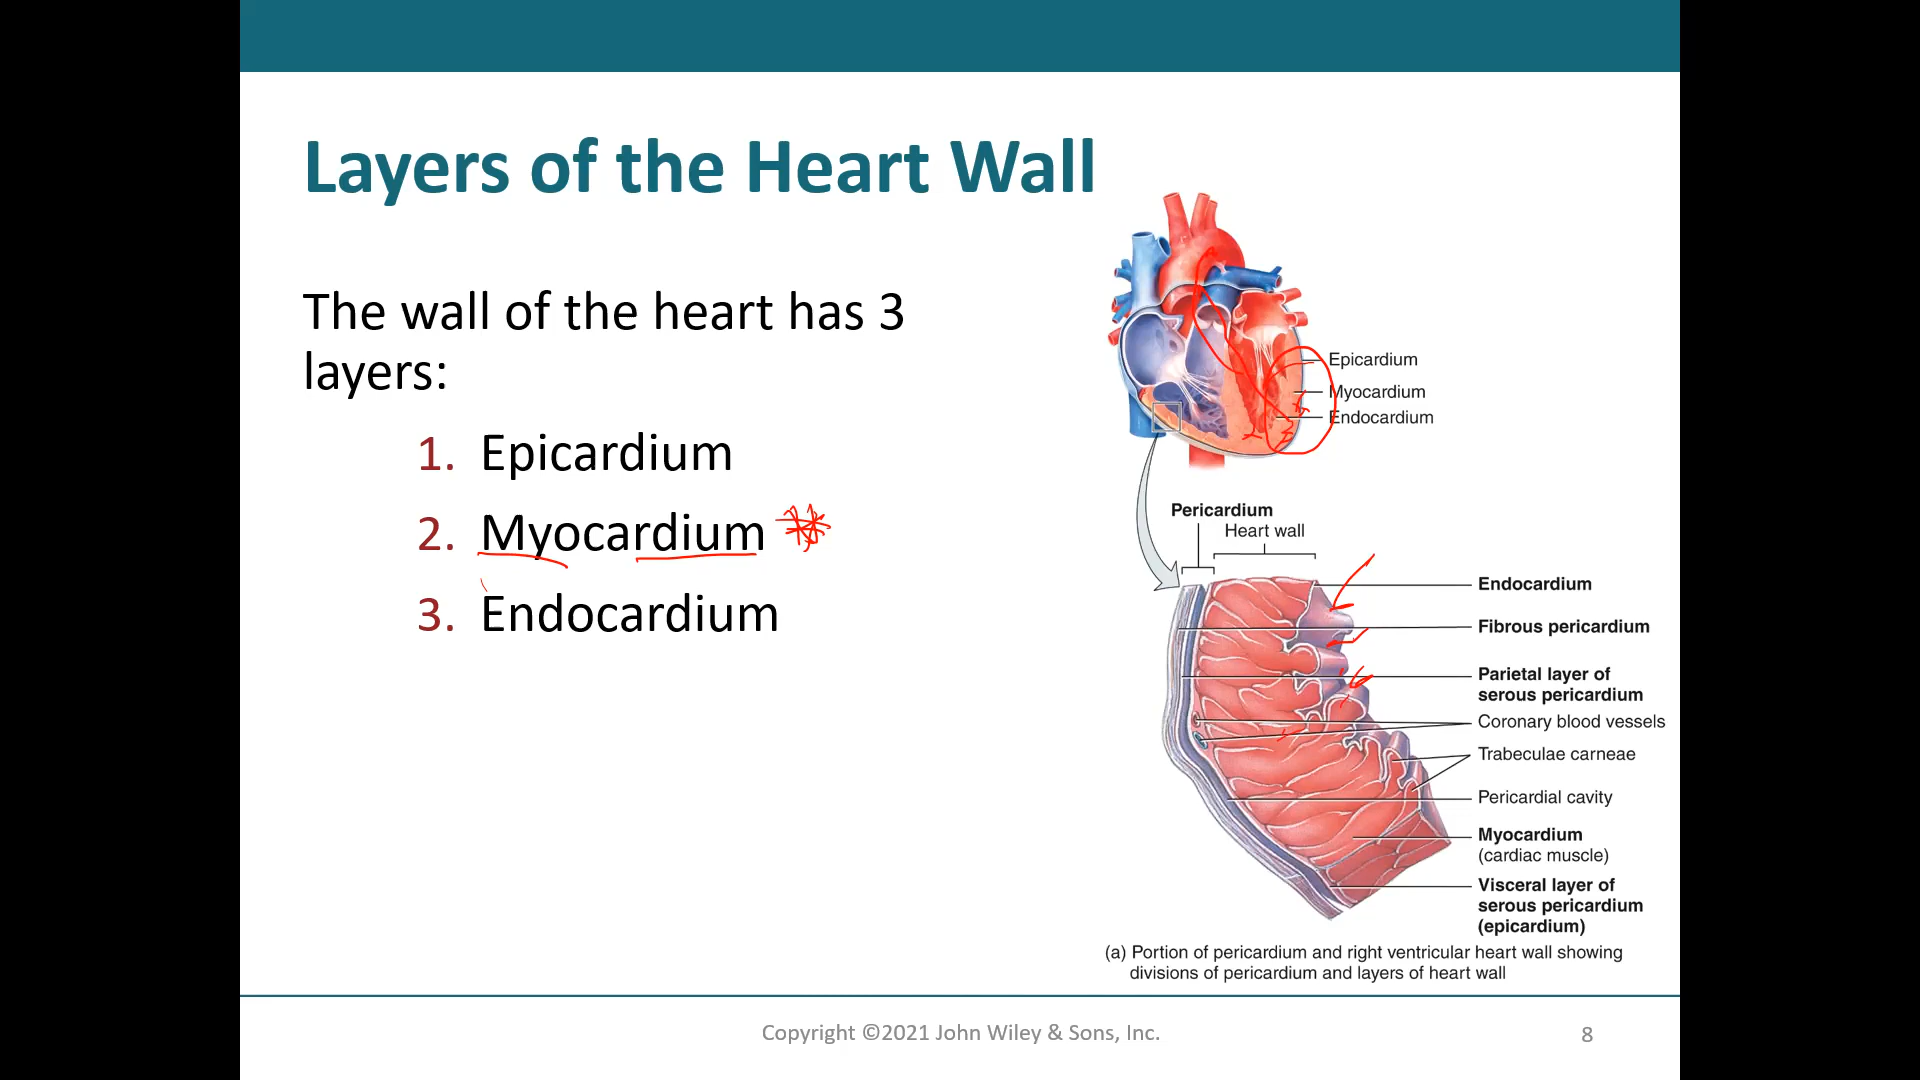 Layers of the Heart Wall
The wall of the heart has 3
layers:
1. Epicardium
2. Myocardium
3. Endocardium
Epicardium
Myocardium
Endocardium
Pericardium
Heart wall
Endocardium
Fibrous pericardium
Parietal layer of
serous pericardium
Coronary blood vessels
Trabeculae carneae
Pericardial cavity
Myocardium
(cardiac muscle)
Visceral layer of
serous pericardium
(epicardium)
(a) Portion of pericardium and right ventricular heart wall showing
divisions of pericardium and layers of heart wall
Copyright ©2021 John Wiley & Sons, Inc.
8